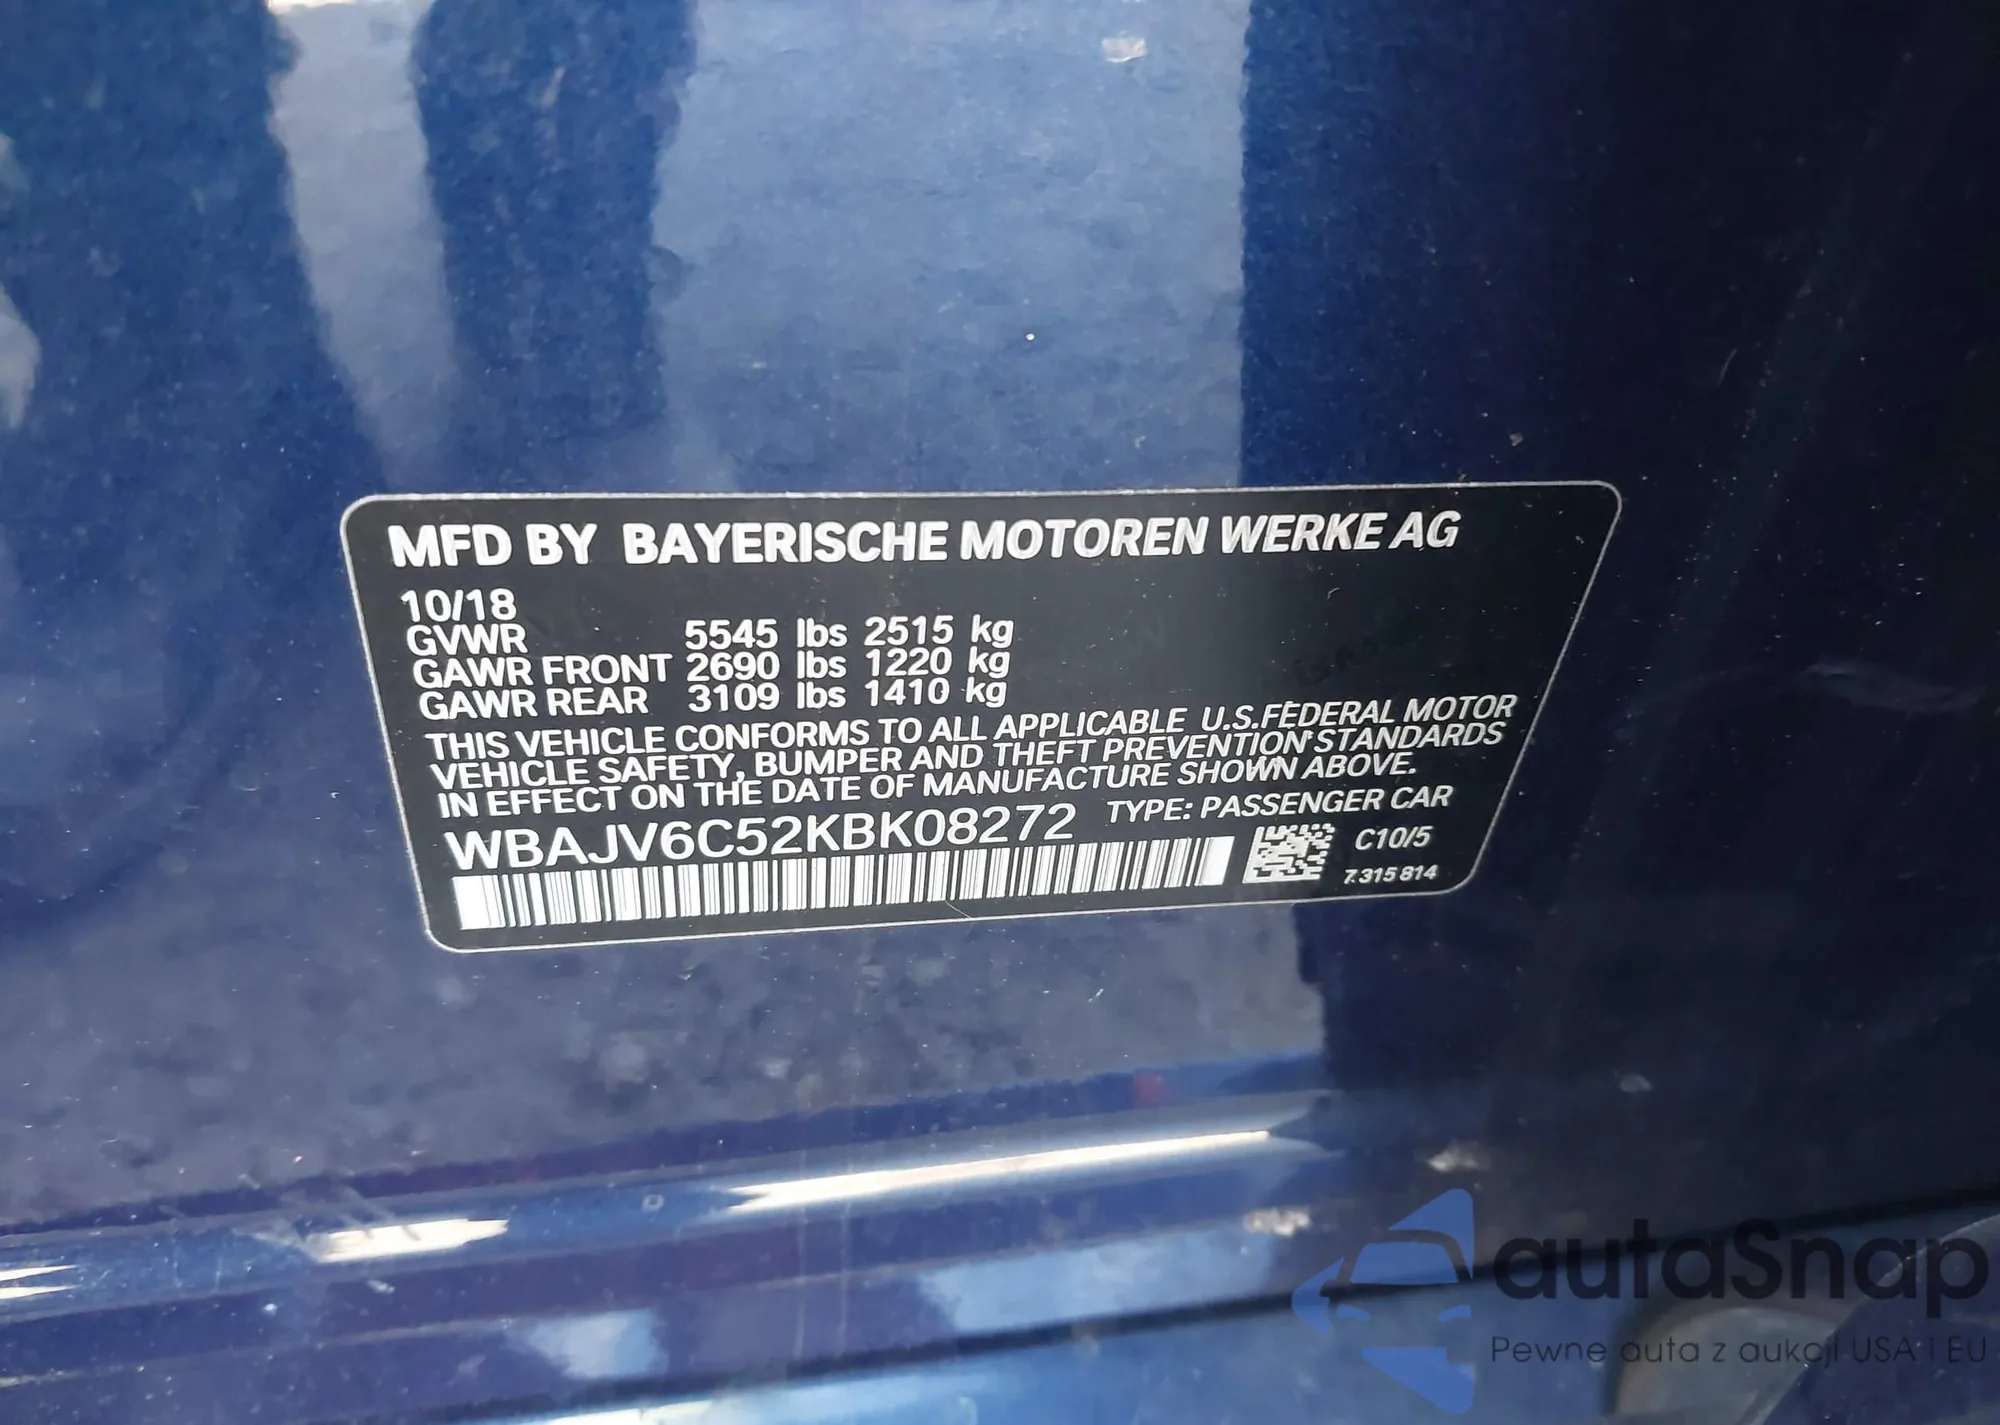 MFD BY BAYERISCHE MOTOREN WERKE AG
10/18
GVWR 5545 lbs 2515 kg
GAWR FRONT 2690 lbs 1220 kg
GAWR REAR 3109 lbs 1410 kg
THIS VEHICLE CONFORMS TO ALL APPLICABLE U.S.FEDERAL MOTOR
VEHICLE SAFETY, BUMPER AND THEFT PREVENTION STANDARDS
IN EFFECT ON THE DATE OF MANUFACTURE SHOWN ABOVE.
WBAJV6C52KBK08272 TYPE: PASSENGER CAR
C10/5
7.315 814
autaSnap
Pewne auta z aukcji USA i EU